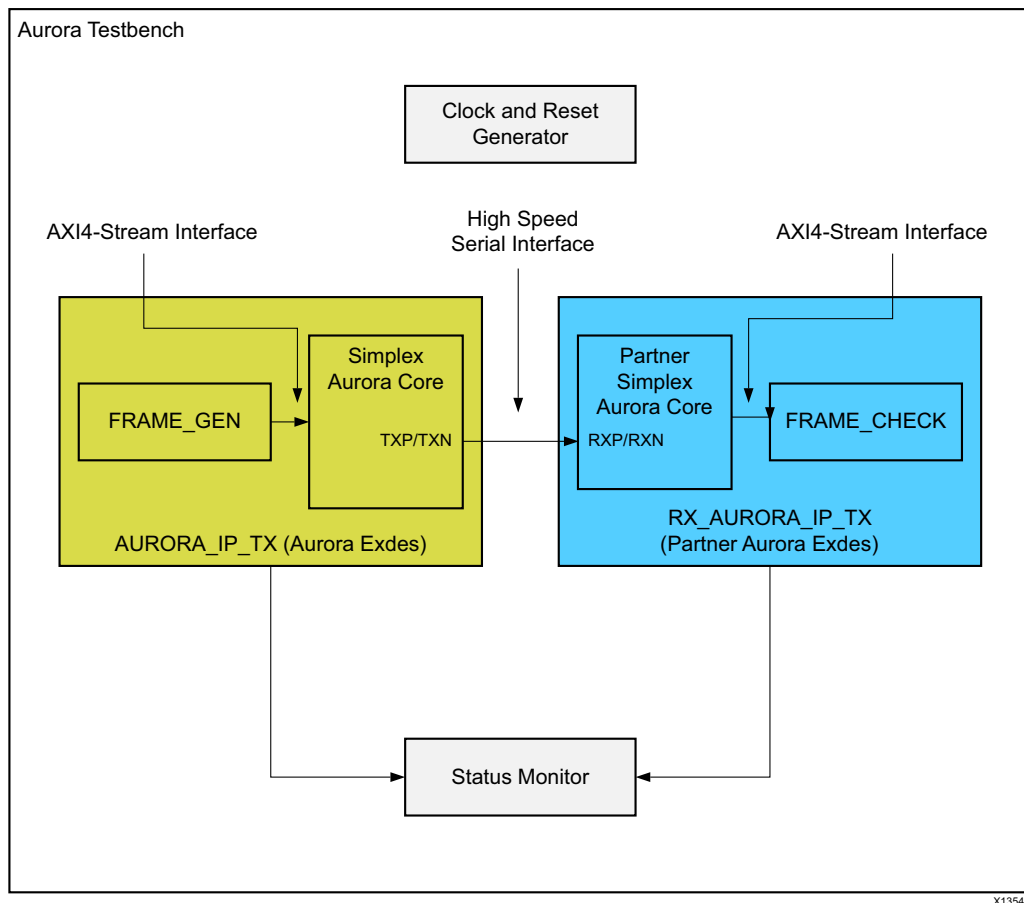 Aurora Testbench
Clock and Reset
Generator
AXI4-Stream Interface
High Speed
Serial Interface
AXI4-Stream Interface
FRAME_GEN
Simplex
Aurora Core
TXP/TXN
Partner
Simplex
Aurora Core
RXP/RXN
FRAME_CHECK
AURORA_IP_TX (Aurora Exdes)
RX_AURORA_IP_TX
(Partner Aurora Exdes)
Status Monitor
X1354